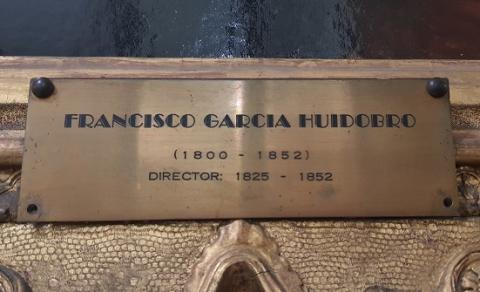 FRANCISCO GARCIA HUIDOBRO
(1800 - 1852)
DIRECTOR: 1825 - 1852